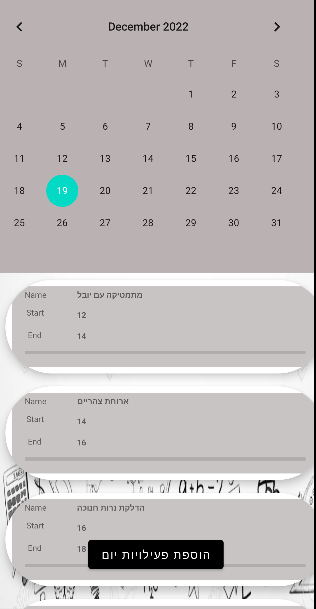 December 2022
S M T W T F S
1 2 3
4 5 6 7 8 9 10
11 12 13 14 15 16 17
18 19 20 21 22 23 24
25 26 27 28 29 30 31
Name מתמטיקה עם יובל
Start 12
End 14
Name ארוחת צהריים
Start 14
End 16
Name הדלקת נרות חנוכה
Start 16
End 18
הוספת פעילויות יום